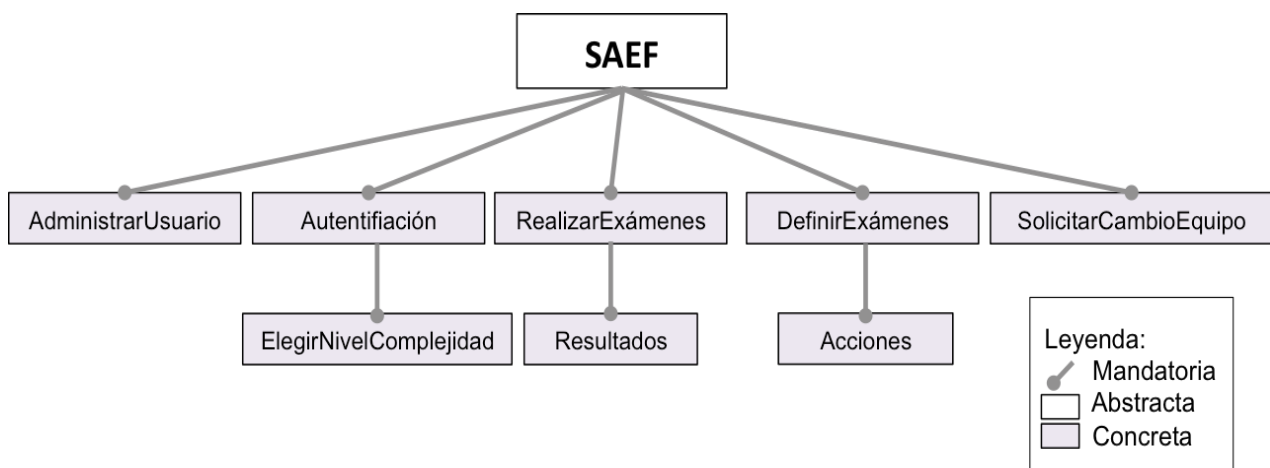 SAEF
AdministrarUsuario
Autentifiación
RealizarExámenes
DefinirExámenes
SolicitarCambioEquipo
ElegirNivelComplejidad
Resultados
Acciones
Leyenda:
Mandatoria
Abstracta
Concreta